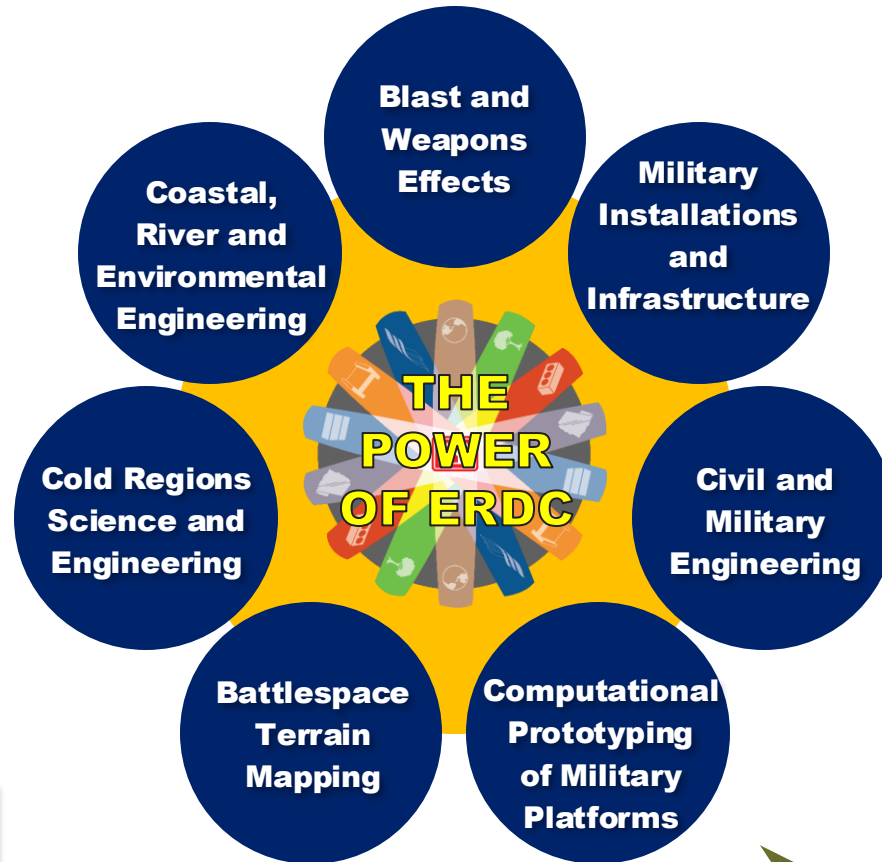 Blast and
Weapons
Effects
Military
Installations
and
Infrastructure
Civil and
Military
Engineering
Computational
Prototyping
of Military
Platforms
Battlespace
Terrain
Mapping
Cold Regions
Science and
Engineering
Coastal,
River and
Environmental
Engineering
THE
POWER
OF ERDC